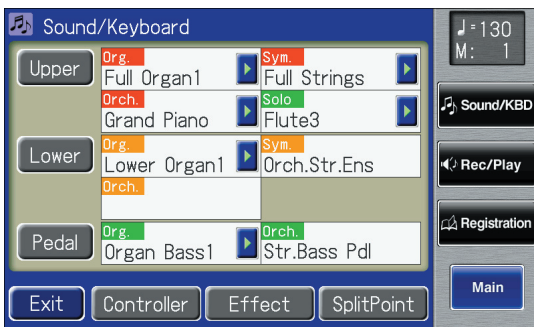 Sound/Keyboard
♩=130
M: 1
Upper
Org.
Full Organ1
Sym.
Full Strings
Orch.
Grand Piano
Solo
Flute3
Sound/KBD
Lower
Org.
Lower Organ1
Sym.
Orch.Str.Ens
Orch.
Rec/Play
Pedal
Org.
Organ Bass1
Orch.
Str.Bass Pdl
Registration
Main
Exit
Controller
Effect
SplitPoint